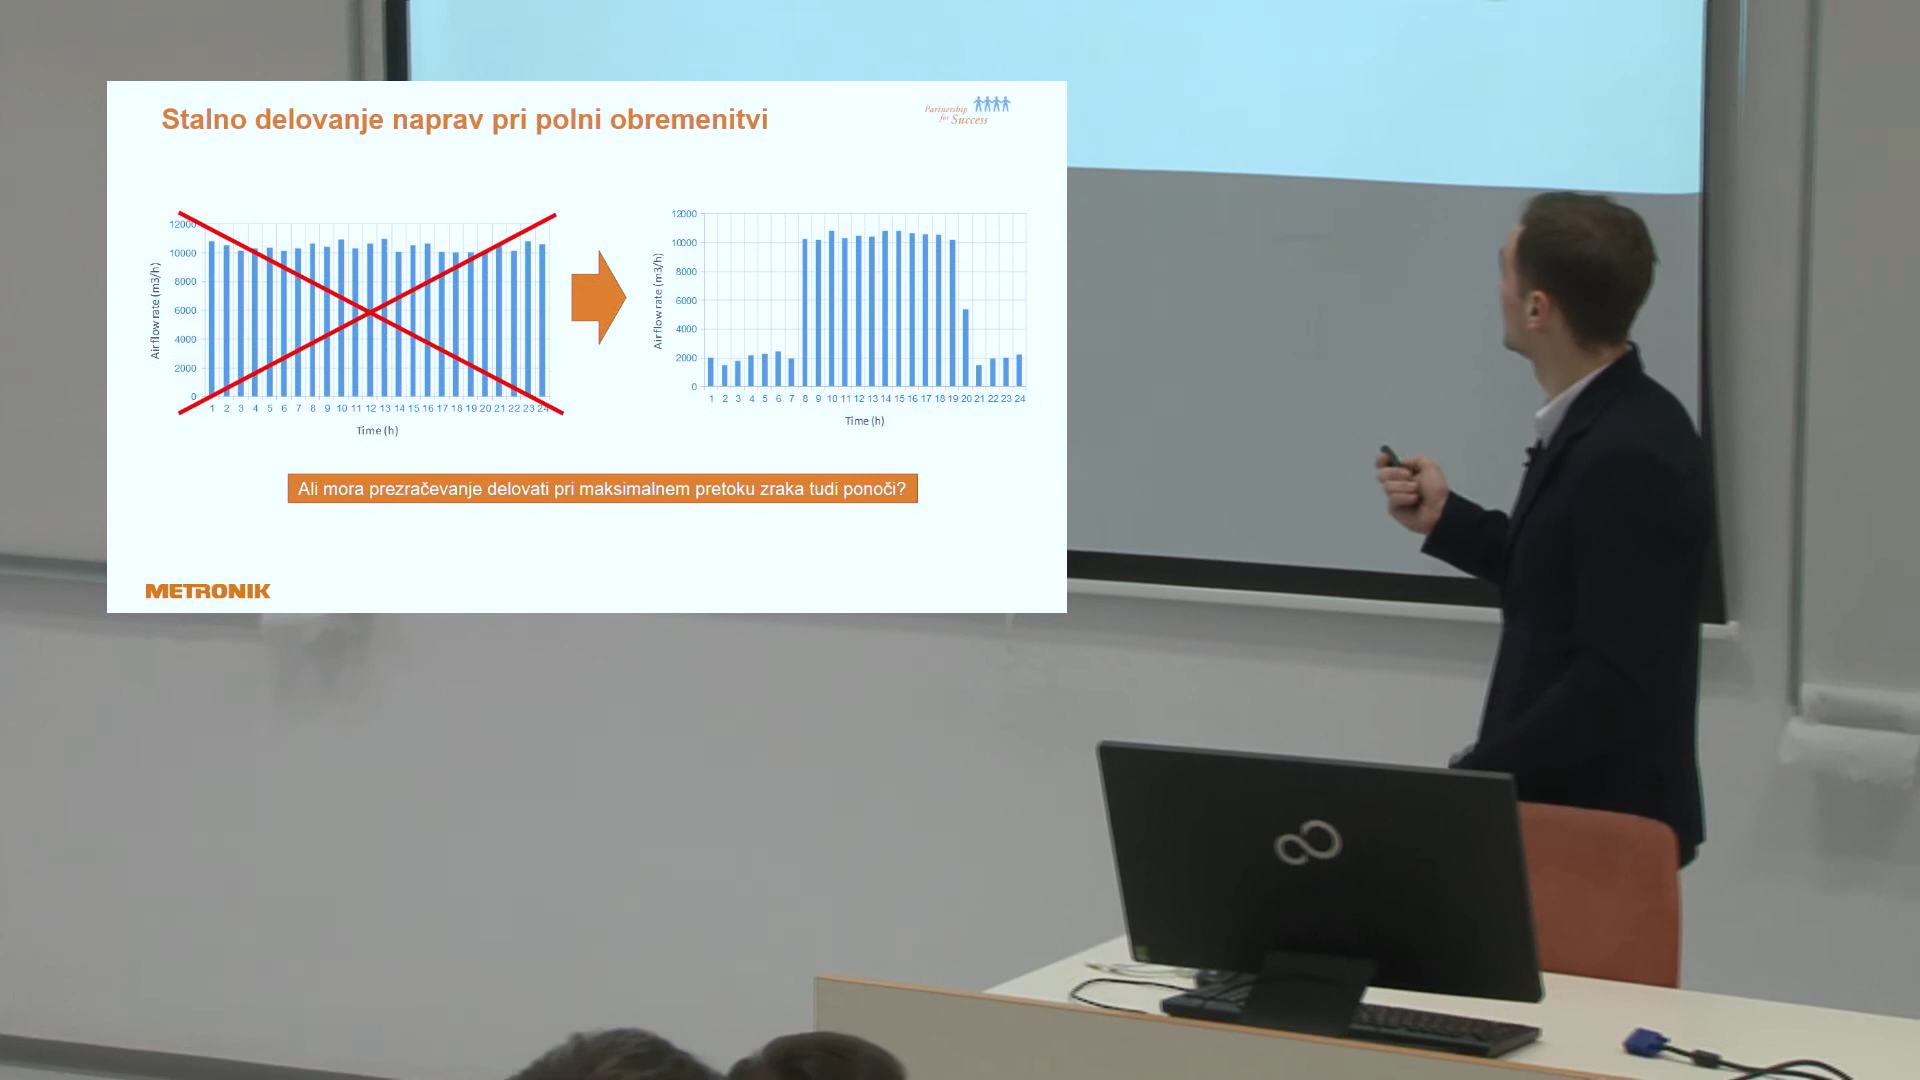 Stalno delovanje naprav pri polni obremenitvi
Partnership
for Success
12000
10000
8000
6000
4000
2000
0
Air flow rate (m3/h)
1 2 3 4 5 6 7 8 9 10 11 12 13 14 15 16 17 18 19 20 21 22 23 24
Time (h)
12000
10000
8000
6000
4000
2000
0
Air flow rate (m3/h)
1 2 3 4 5 6 7 8 9 10 11 12 13 14 15 16 17 18 19 20 21 22 23 24
Time (h)
Ali mora prezračevanje delovati pri maksimalnem pretoku zraka tudi ponoči?
METRONIK